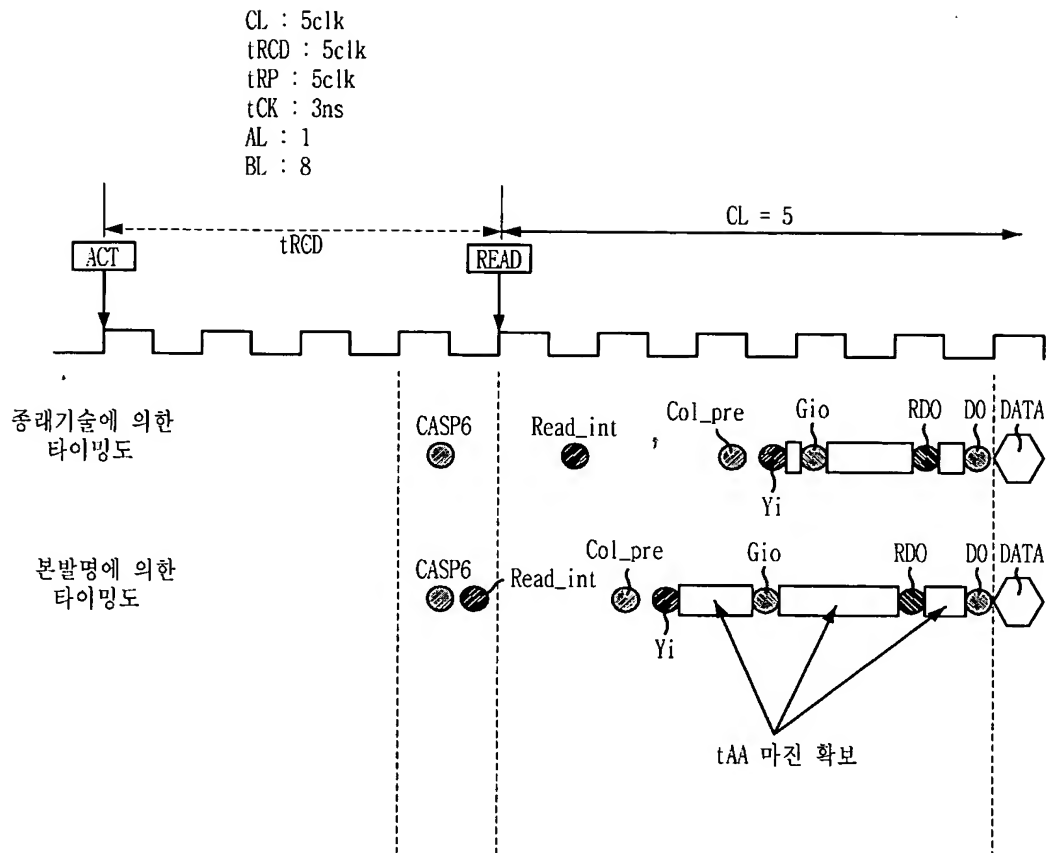 CL : 5clk
tRCD : 5clk
tRP : 5clk
tCK : 3ns
AL : 1
BL : 8
CL = 5
tRCD
ACT
READ
종래기술에 의한
타이밍도
CASP6
Read_int
Col_pre
Gio
RDO
DO
DATA
Yi
본발명에 의한
타이밍도
CASP6
Read_int
Col_pre
Gio
RDO
DO
DATA
Yi
tAA 마진 확보